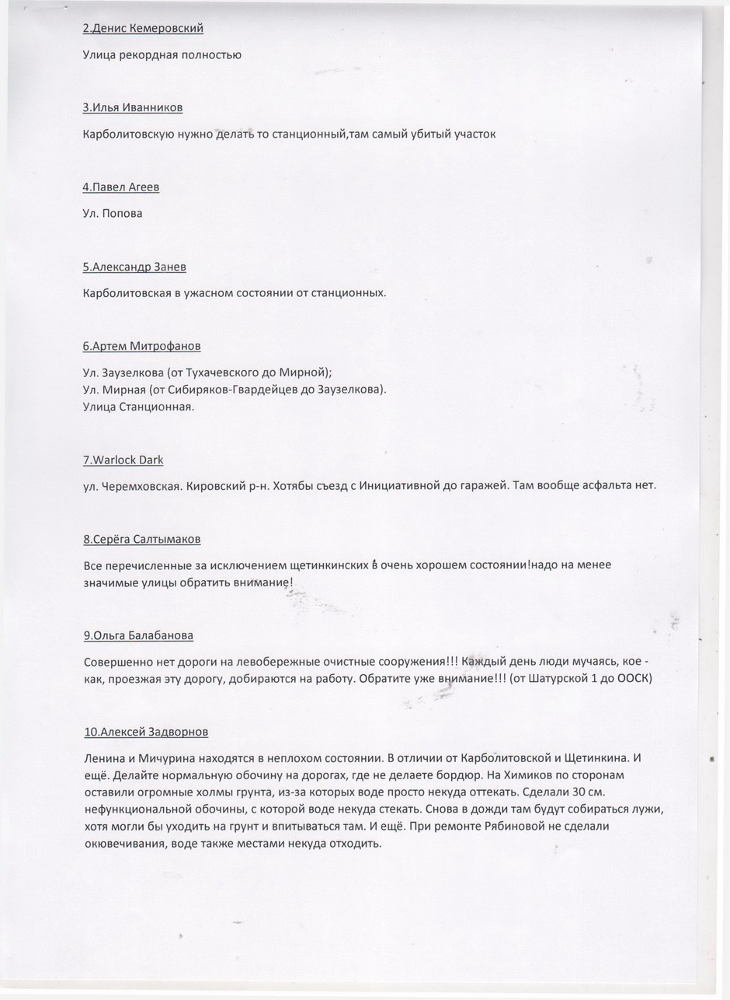 2.Денис Кемеровский
Улица рекордная полностью
3.Илья Иванников
Карболитовскую нужно делать то станционный,там самый убитый участок
4.Павел Агеев
Ул. Попова
5.Александр Занев
Карболитовская в ужасном состоянии от станционных.
6.Артем Митрофанов
Ул. Заузелкова (от Тухачевского до Мирной);
Ул. Мирная (от Сибиряков-Гвардейцев до Заузелкова).
Улица Станционная.
7.Warlock Dark
ул. Черемховская. Кировский р-н. Хотябы съезд с Инициативной до гаражей. Там вообще асфальта нет.
8.Серёга Салтымаков
Все перечисленные за исключением щетинкинских в очень хорошем состоянии!надо на менее
значимые улицы обратить внимание!
9.Ольга Балабанова
Совершенно нет дороги на левобережные очистные сооружения!!! Каждый день люди мучаясь, кое -
как, проезжая эту дорогу, добираются на работу. Обратите уже внимание!!! (от Шатурской 1 до ООСК)
10.Алексей Задворнов
Ленина и Мичурина находятся в неплохом состоянии. В отличии от Карболитовской и Щетинкина. И
ещё. Делайте нормальную обочину на дорогах, где не делаете бордюр. На Химиков по сторонам
оставили огромные холмы грунта, из-за которых воде просто некуда оттекать. Сделали 30 см.
нефункциональной обочины, с которой воде некуда стекать. Снова в дожди там будут собираться лужи,
хотя могли бы уходить на грунт и впитываться там. И ещё. При ремонте Рябиновой не сделали
окювечивания, воде также местами некуда отходить.